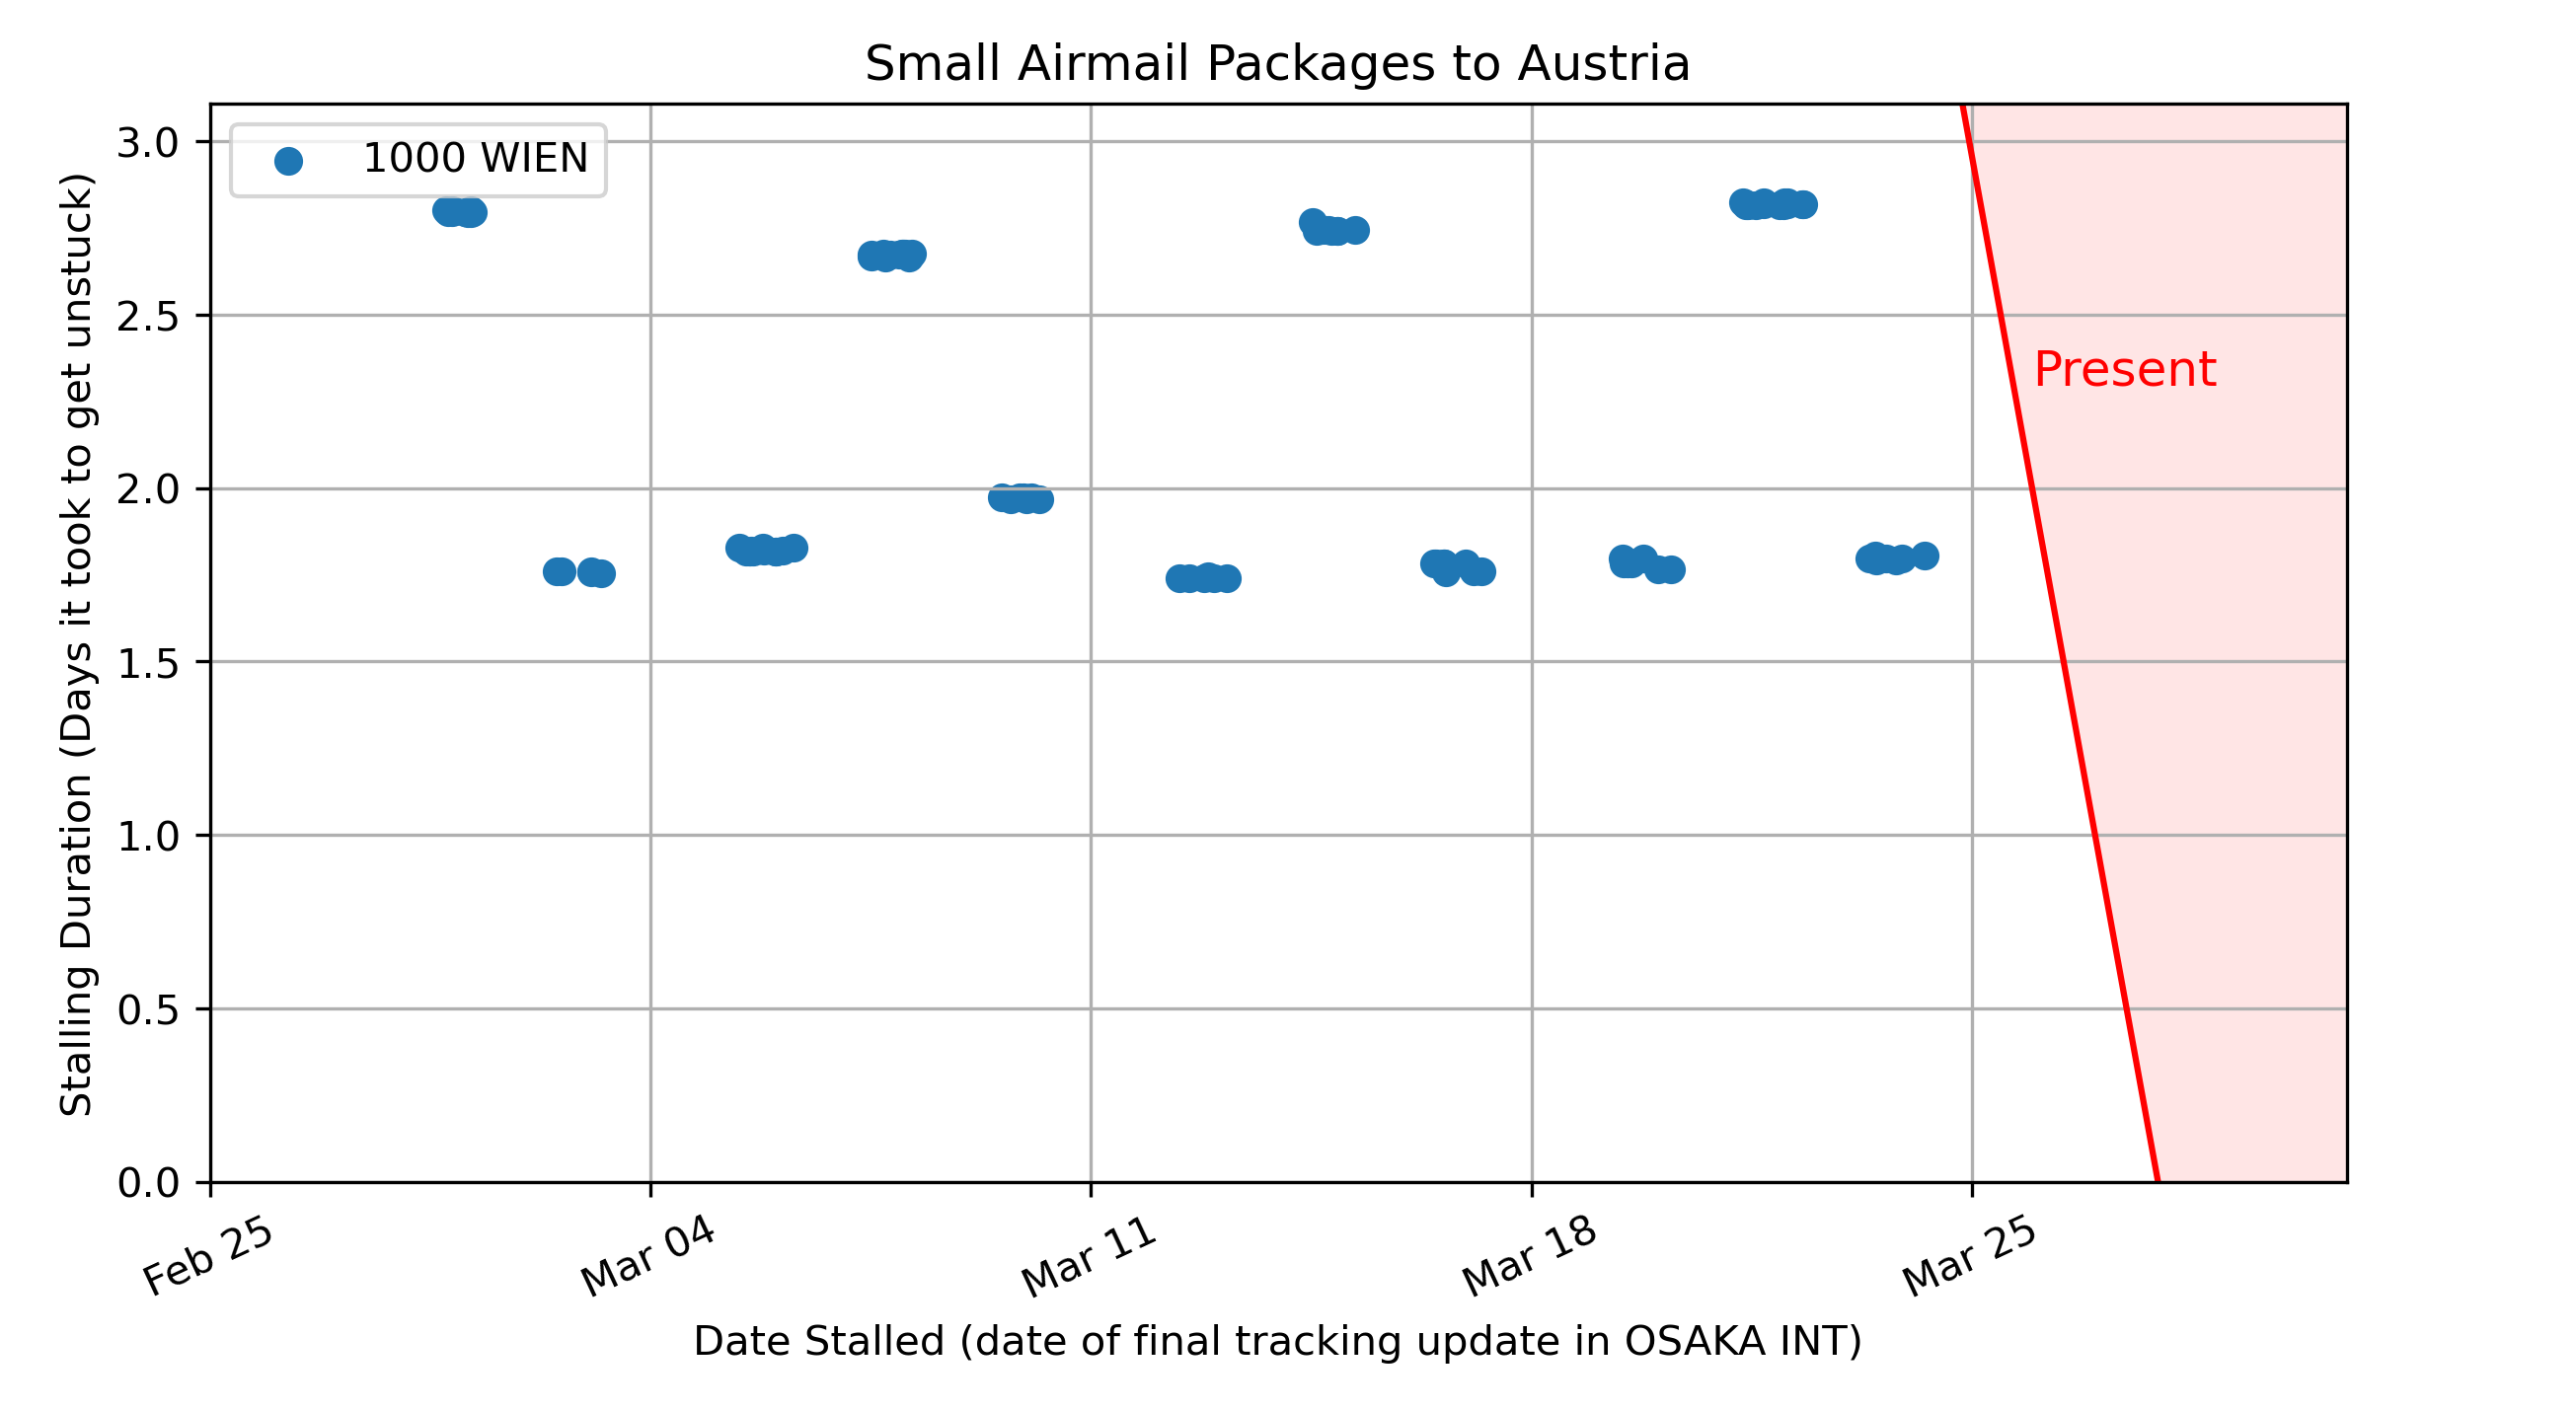 Small Airmail Packages to Austria
1000 WIEN
3.0
2.5
2.0
1.5
1.0
0.5
0.0
Stalling Duration (Days it took to get unstuck)
Present
Feb 25
Mar 04
Mar 11
Mar 18
Mar 25
Date Stalled (date of final tracking update in OSAKA INT)